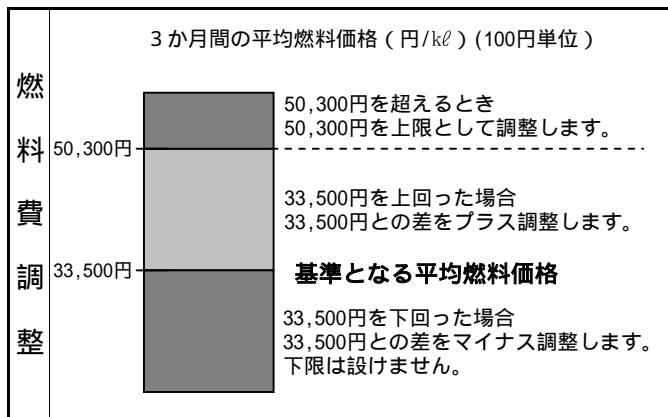 燃料費調整
3か月間の平均燃料価格(円/kℓ)(100円単位)
50,300円を超えるとき
50,300円を上限として調整します。
50,300円
33,500円を上回った場合
33,500円との差をプラス調整します。
33,500円
基準となる平均燃料価格
33,500円を下回った場合
33,500円との差をマイナス調整します。
下限は設けません。